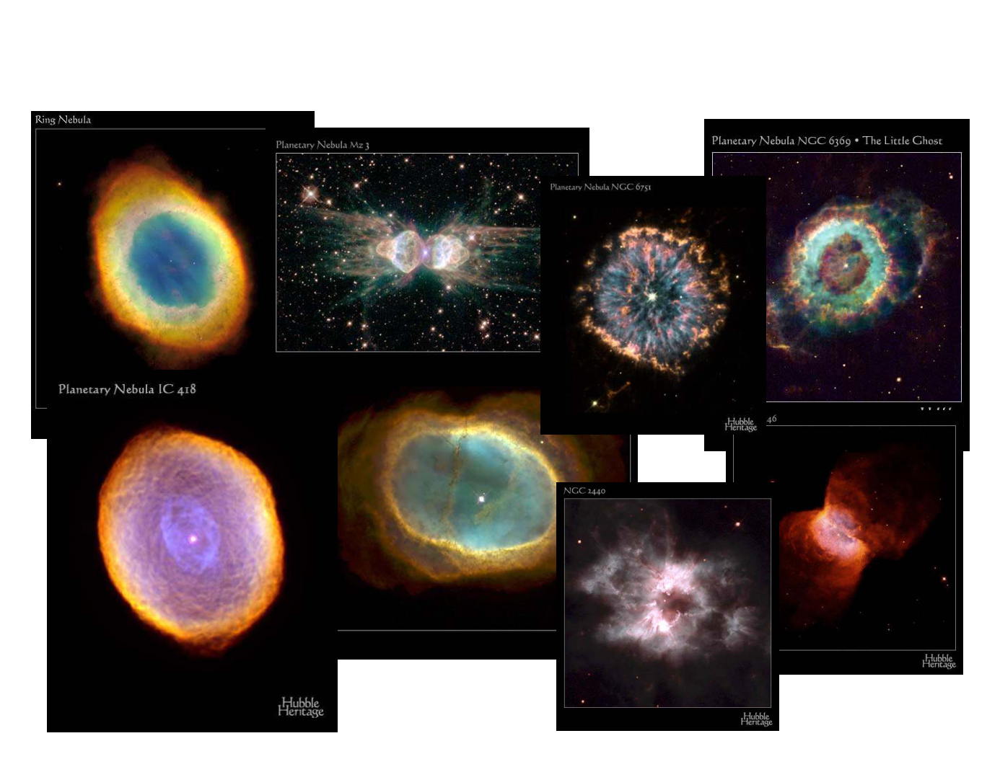 Ring Nebula
Planetary Nebula Mz 3
Planetary Nebula NGC 6369 • The Little Ghost
Planetary Nebula NGC 6751
Planetary Nebula IC 418
46
Hubble
Heritage
NGC 2440
Hubble
Heritage
Hubble
Heritage
Hubble
Heritage